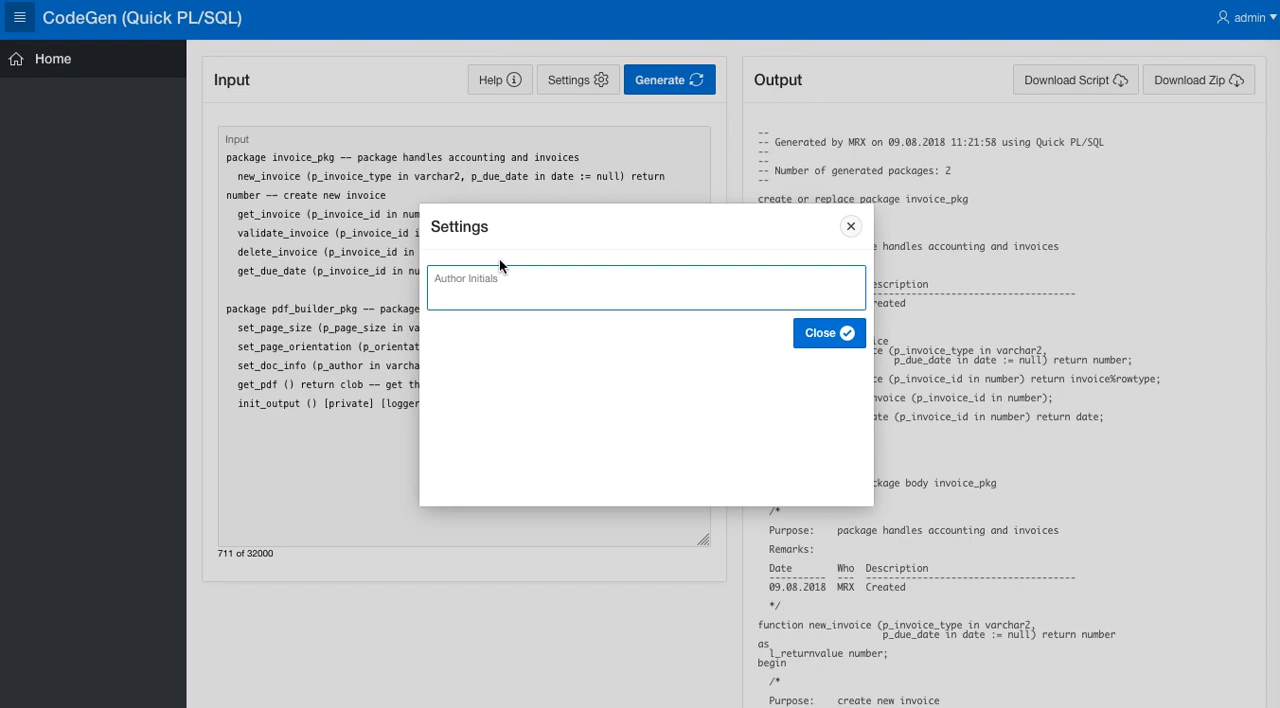 CodeGen (Quick PL/SQL)
admin
Home
Input
Help
Settings
Generate
Input
package invoice_pkg -- package handles accounting and invoices
new_invoice (p_invoice_type in varchar2, p_due_date in date := null) return
number -- create new invoice
get_invoice (p_invoice_id in num
validate_invoice (p_invoice_id i
delete_invoice (p_invoice_id in
get_due_date (p_invoice_id in nu
package pdf_builder_pkg -- package
set_page_size (p_page_size in va
set_page_orientation (p_orientat
set_doc_info (p_author in varcha
get_pdf () return clob -- get th
init_output () [private] [logger
711 of 32000
Settings
Author Initials
Close
Output
Download Script
Download Zip
--
-- Generated by MRX on 09.08.2018 11:21:58 using Quick PL/SQL
--
--
-- Number of generated packages: 2
--
create or replace package invoice_pkg
handles accounting and invoices
escription
------------------------------------
eated
ice
ce (p_invoice_type in varchar2,
p_due_date in date := null) return number;
ce (p_invoice_id in number) return invoice%rowtype;
nvoice (p_invoice_id in number);
ate (p_invoice_id in number) return date;
ckage body invoice_pkg
/*
Purpose: package handles accounting and invoices
Remarks:
Date Who Description
---------- --- ------------------------------------
09.08.2018 MRX Created
*/
function new_invoice (p_invoice_type in varchar2,
p_due_date in date := null) return number
as
l_returnvalue number;
begin
/*
Purpose: create new invoice